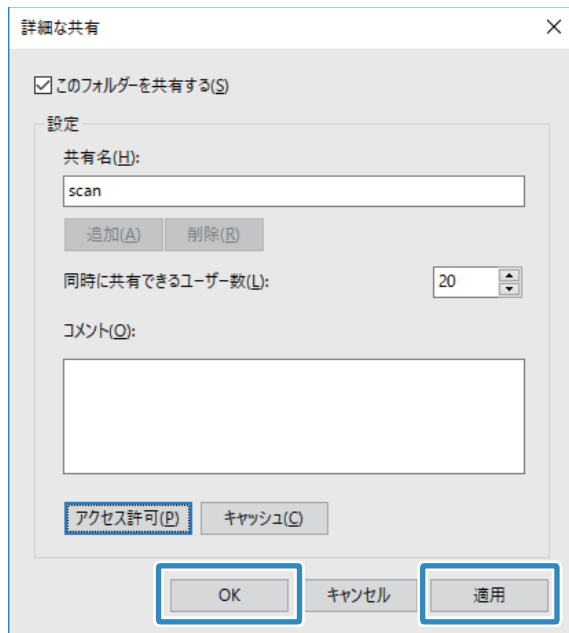 詳細な共有
このフォルダーを共有する(S)
設定
共有名(H):
scan
追加(A) 削除(R)
同時に共有できるユーザー数(L): 20
コメント(O):
アクセス許可(P) キャッシュ(C)
OK キャンセル 適用